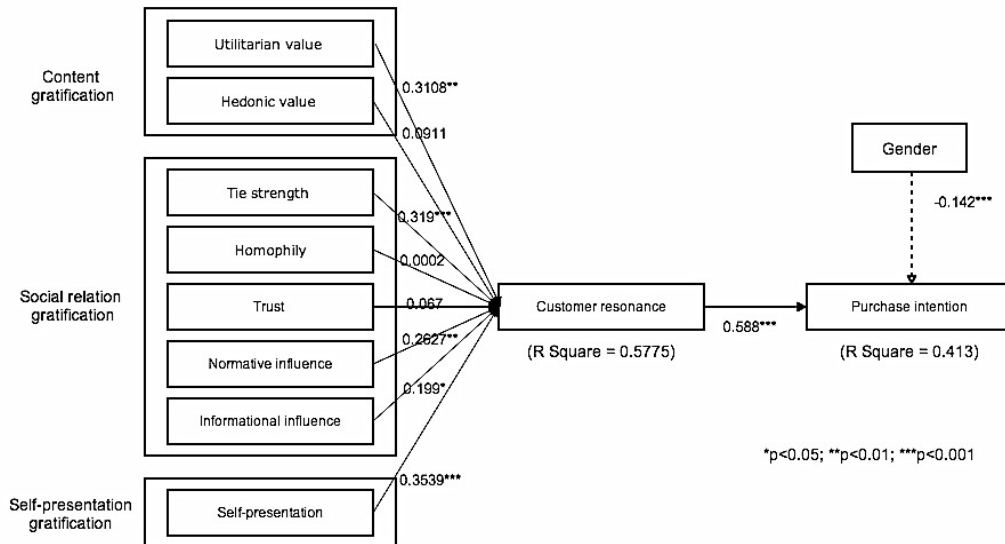 Content
gratification
Utilitarian value
Hedonic value
0.3108**
0.0911
Social relation
gratification
Tie strength
Homophily
Trust
Normative influence
Informational influence
0.319***
0.0002
0.067
0.2627**
0.199*
Self-presentation
gratification
Self-presentation
0.3539***
Customer resonance
(R Square = 0.5775)
0.588***
Gender
-0.142***
Purchase intention
(R Square = 0.413)
*p<0.05; **p<0.01; ***p<0.001